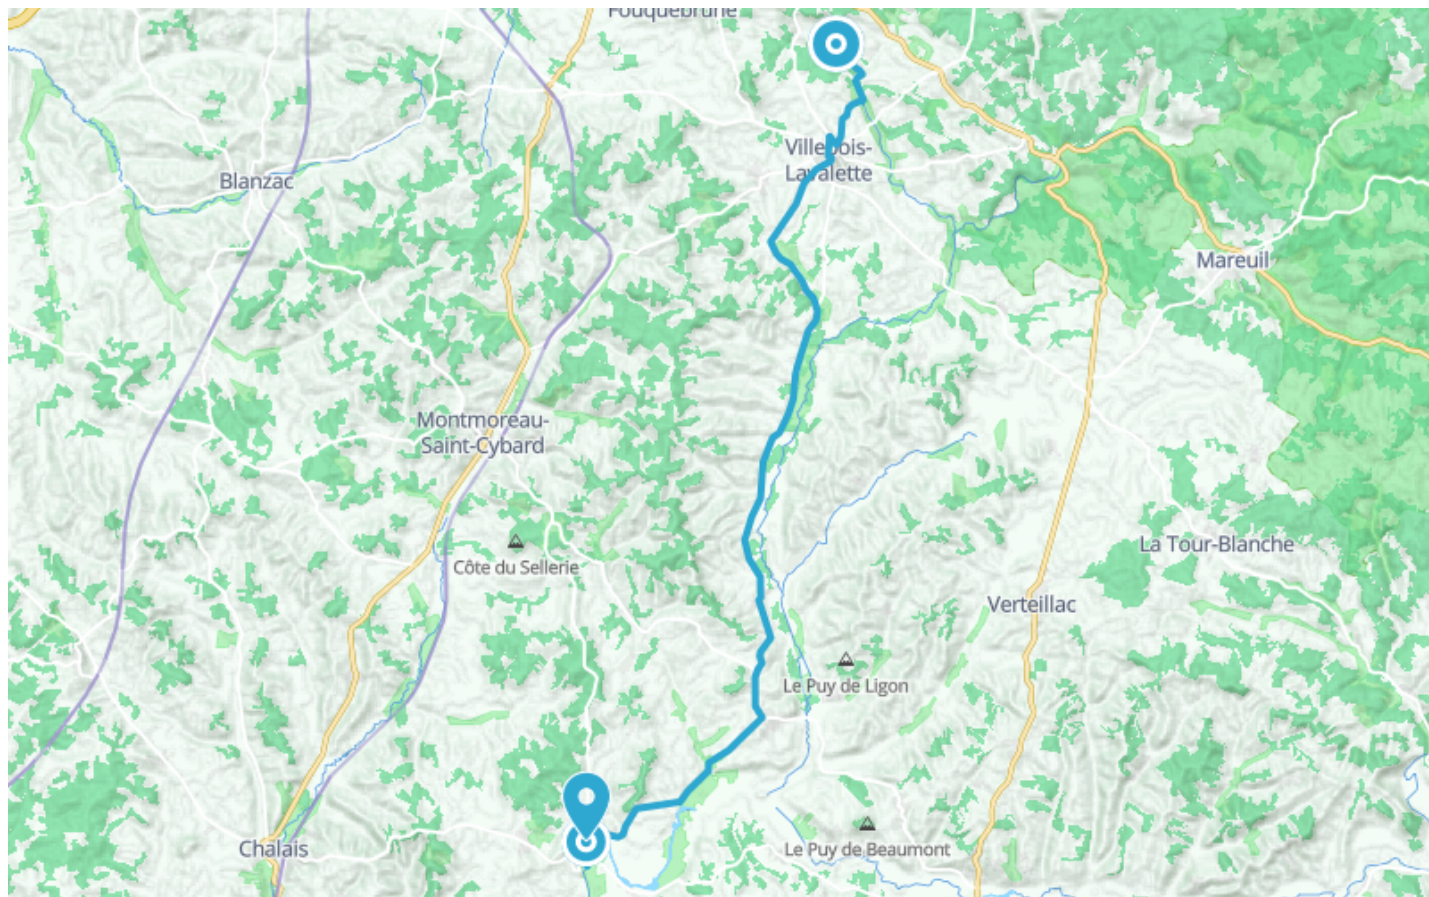 Fouquebrune
Villebois-
Lavalette
Blanzac
Mareuil
Montmoreau-
Saint-Cybard
La Tour-Blanche
Côte du Sellerie
Verteillac
Le Puy de Ligon
Chalais
Le Puy de Beaumont